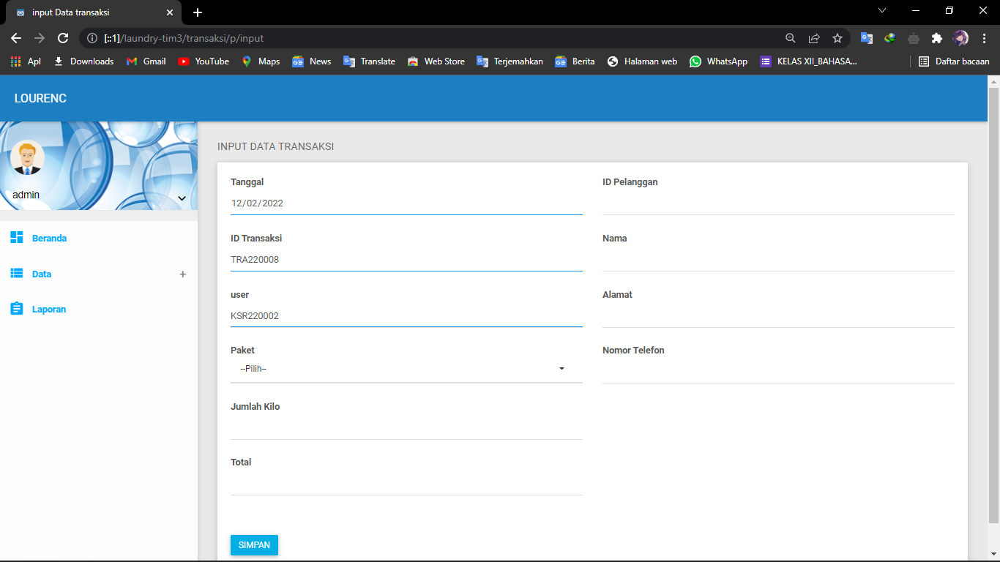 input Data transaksi
[::1]/laundry-tim3/transaksi/p/input
Apl Downloads Gmail YouTube Maps News Translate Web Store Terjemahkan Berita Halaman web WhatsApp KELAS XII_BAHASA... Daftar bacaan
LOURENC
admin
Beranda
Data +
Laporan
INPUT DATA TRANSAKSI
Tanggal
12/02/2022
ID Transaksi
TRA220008
user
KSR220002
Paket
--Pilih--
Jumlah Kilo
Total
SIMPAN
ID Pelanggan
Nama
Alamat
Nomor Telefon